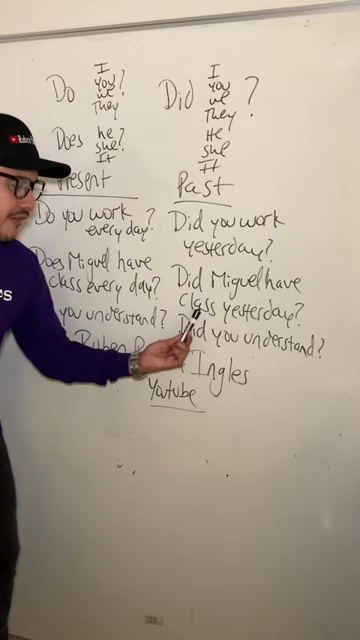 Do I you we they?
Does he she It?
Present
Do you work
every day?
Does Miguel have
class every day?
you understand?
Ruben
Did I you we They He she It ?
Past
Did you work
yesterday?
Did Miguel have
Class yesterday?
Did you understand?
Ingles
Youtube